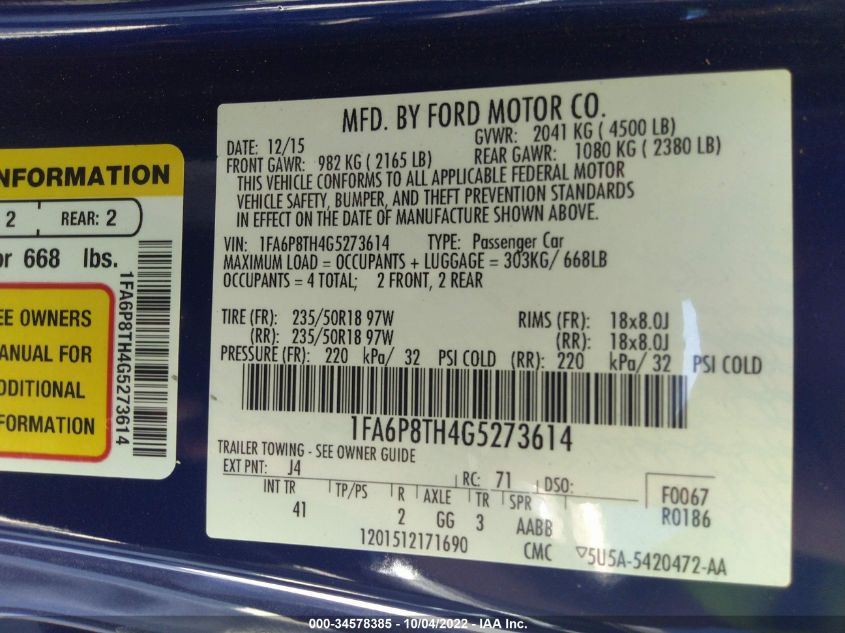 NFORMATION
2 REAR: 2
or 668 lbs.
EE OWNERS
ANUAL FOR
DDITIONAL
FORMATION
1FA6P8TH4G5273614
MFD. BY FORD MOTOR CO.
DATE: 12/15 GVWR: 2041 KG ( 4500 LB)
FRONT GAWR: 982 KG ( 2165 LB) REAR GAWR: 1080 KG ( 2380 LB)
THIS VEHICLE CONFORMS TO ALL APPLICABLE FEDERAL MOTOR
VEHICLE SAFETY, BUMPER, AND THEFT PREVENTION STANDARDS
IN EFFECT ON THE DATE OF MANUFACTURE SHOWN ABOVE.
VIN: 1FA6P8TH4G5273614 TYPE: Passenger Car
MAXIMUM LOAD = OCCUPANTS + LUGGAGE = 303KG/ 668LB
OCCUPANTS = 4 TOTAL; 2 FRONT, 2 REAR
TIRE (FR): 235/50R18 97W RIMS (FR): 18x8.0J
(RR): 235/50R18 97W (RR): 18x8.0J
PRESSURE (FR): 220 kPa/ 32 PSI COLD (RR): 220 kPa/ 32 PSI COLD
1FA6P8TH4G5273614
TRAILER TOWING - SEE OWNER GUIDE
EXT PNT: J4 RC: 71 DSO: F0067
INT TR TP/PS R AXLE TR SPR R0186
41 2 GG 3 AABB
1201512171690 CMC ▽5U5A-5420472-AA
000-34578385 - 10/04/2022 - IAA Inc.